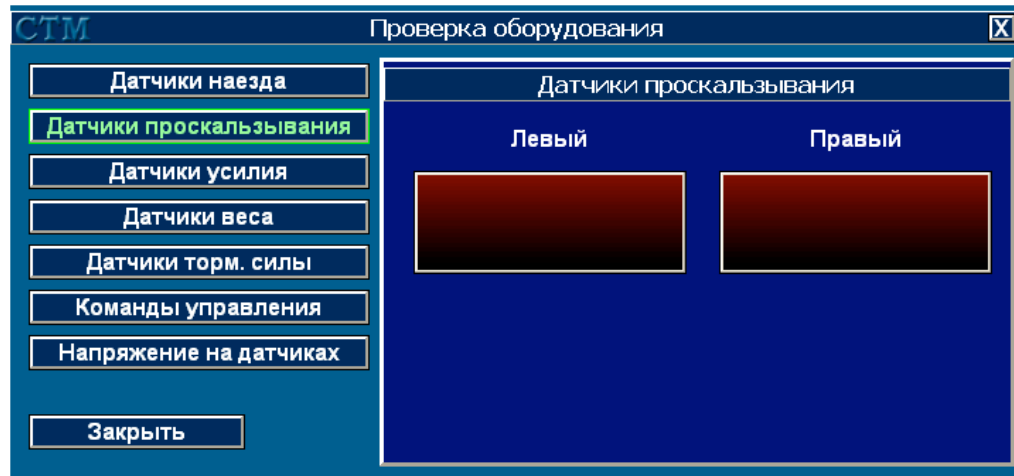 СТМ
Проверка оборудования
X
Датчики наезда
Датчики проскальзывания
Датчики усилия
Датчики веса
Датчики торм. силы
Команды управления
Напряжение на датчиках
Закрыть
Датчики проскальзывания
Левый
Правый